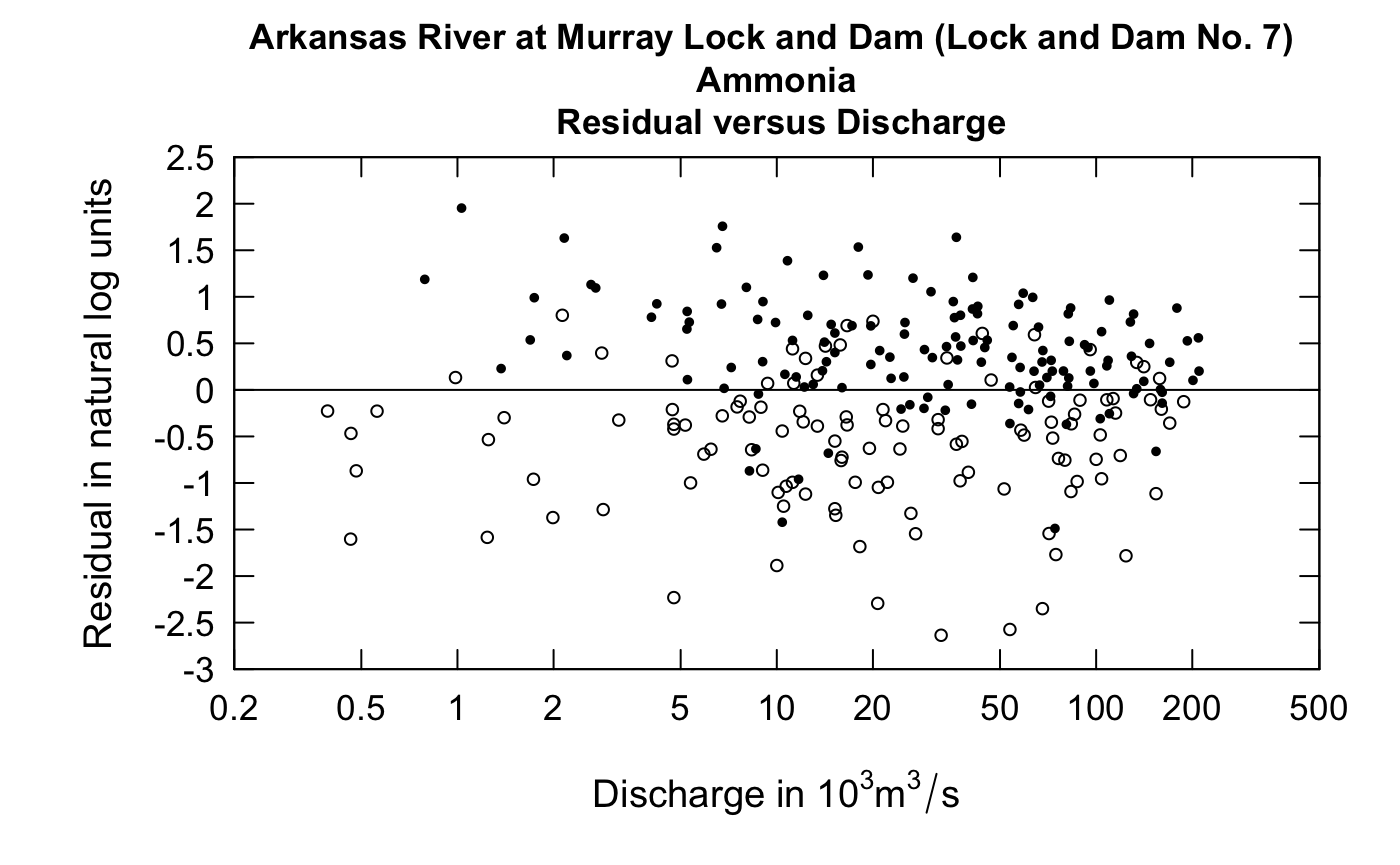 Arkansas River at Murray Lock and Dam (Lock and Dam No. 7)
Ammonia
Residual versus Discharge
Residual in natural log units
2.5
2
1.5
1
0.5
0
-0.5
-1
-1.5
-2
-2.5
-3
0.2 0.5 1 2 5 10 20 50 100 200 500
Discharge in 10³m³/s